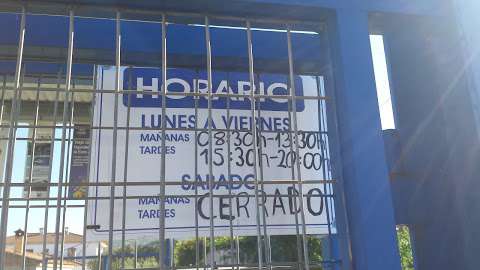 HORARIO
LUNES A VIERNES
MAÑANAS 08:30h-13:30h
TARDES 15:30h-20:00h
SABADO
MAÑANAS CERRADO
TARDES